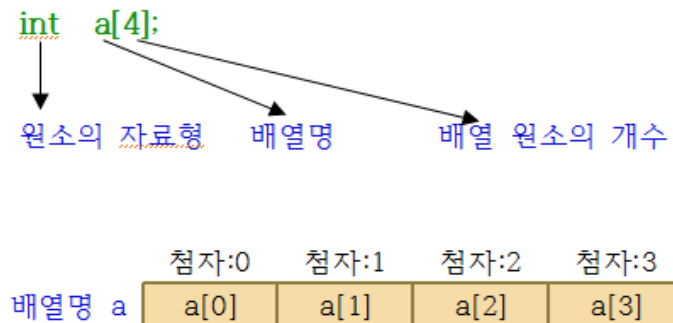 int a[4];
원소의 자료형 배열명 배열 원소의 개수
첨자:0 첨자:1 첨자:2 첨자:3
배열명 a a[0] a[1] a[2] a[3]